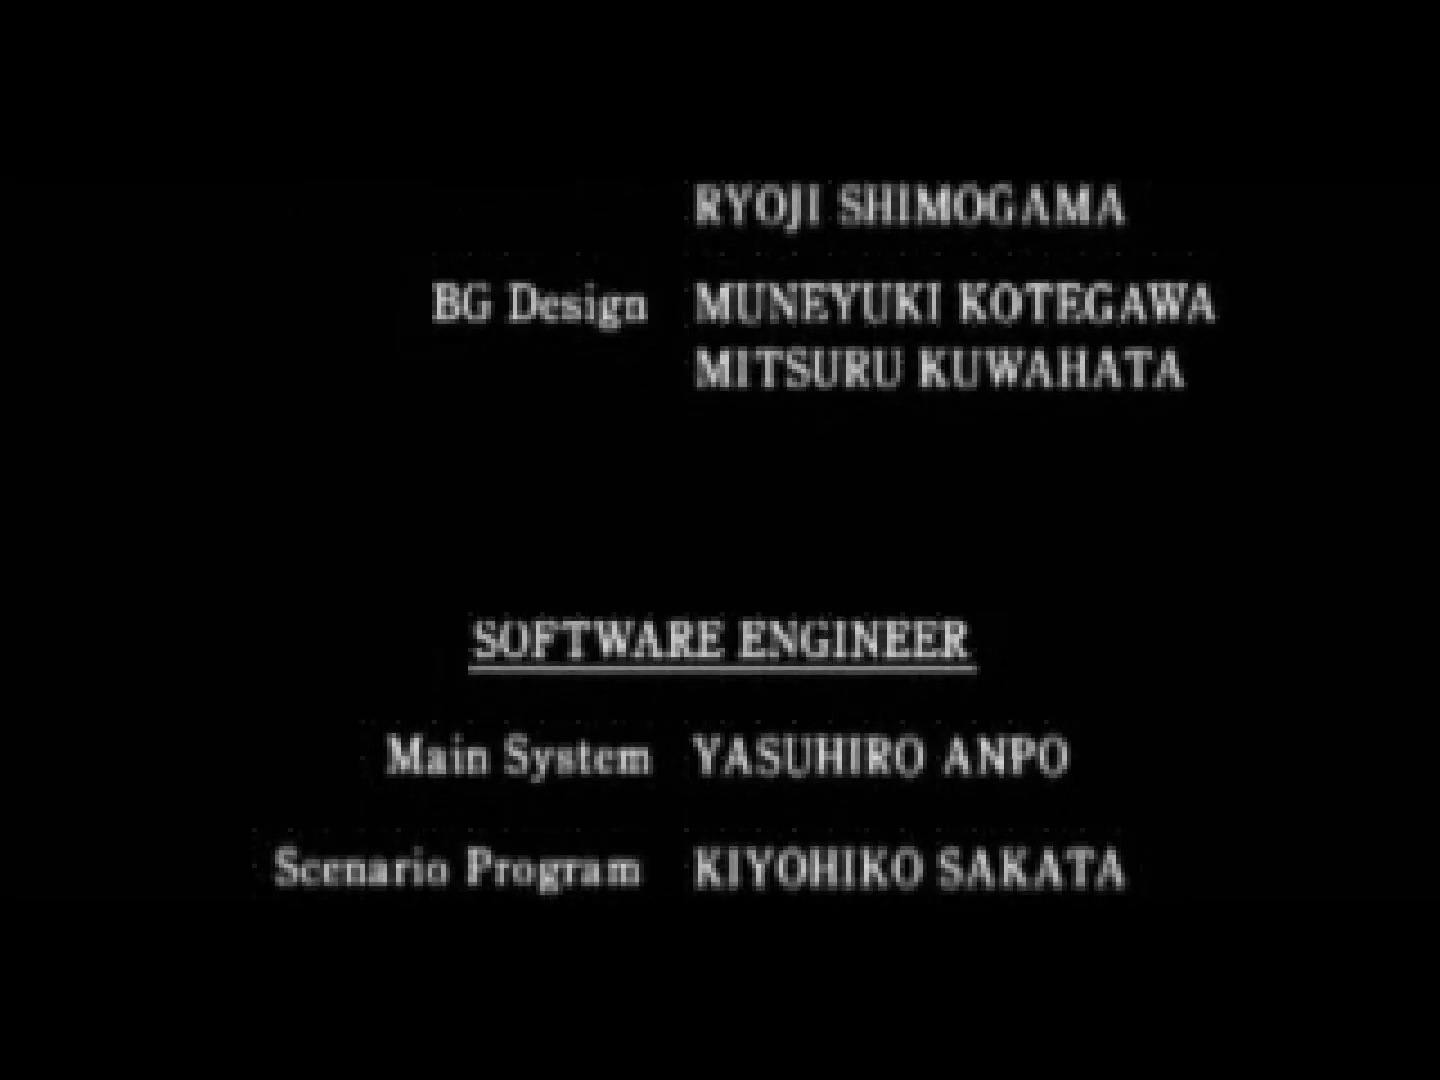 RYOJI SHIMOGAMA
BG Design MUNEYUKI KOTEGAWA
MITSURU KUWAHATA
SOFTWARE ENGINEER
Main System YASUHIRO ANPO
Scenario Program KIYOHIKO SAKATA